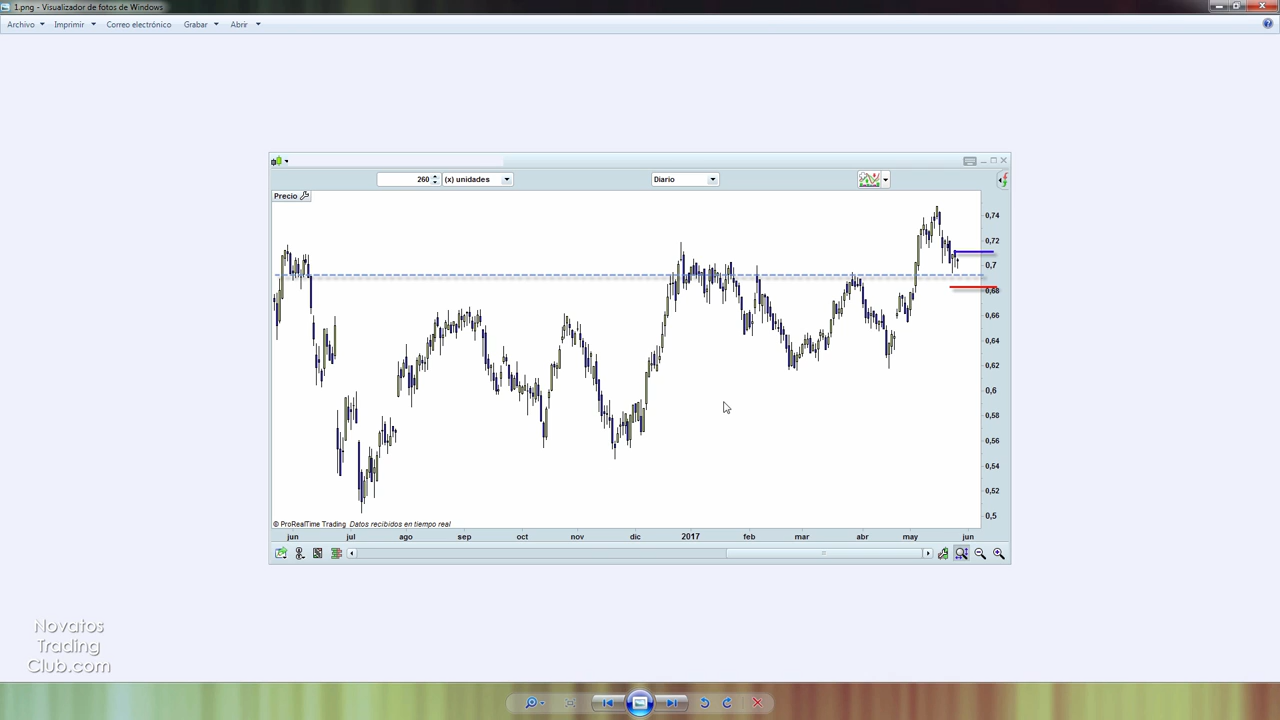 1.png - Visualizador de fotos de Windows
Archivo Imprimir Correo electrónico Grabar Abrir
260 (x) unidades Diario
Precio
0,74
0,72
0,7
0,68
0,66
0,64
0,62
0,6
0,58
0,56
0,54
0,52
0,5
© ProRealTime Trading Datos recibidos en tiempo real
jun jul ago sep oct nov dic 2017 feb mar abr may jun
Novatos
Trading
Club.com